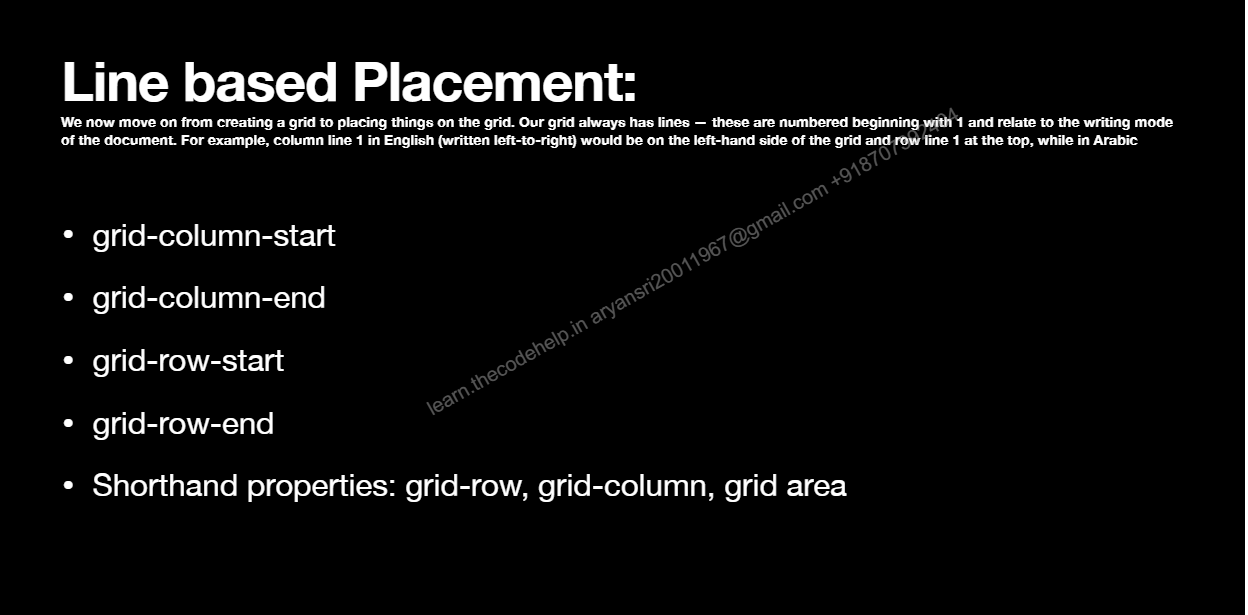 Line based Placement:
We now move on from creating a grid to placing things on the grid. Our grid always has lines — these are numbered beginning with 1 and relate to the writing mode
of the document. For example, column line 1 in English (written left-to-right) would be on the left-hand side of the grid and row line 1 at the top, while in Arabic
• grid-column-start
• grid-column-end
• grid-row-start
• grid-row-end
• Shorthand properties: grid-row, grid-column, grid area
learn.thecodehelp.in aryansri20011967@gmail.com